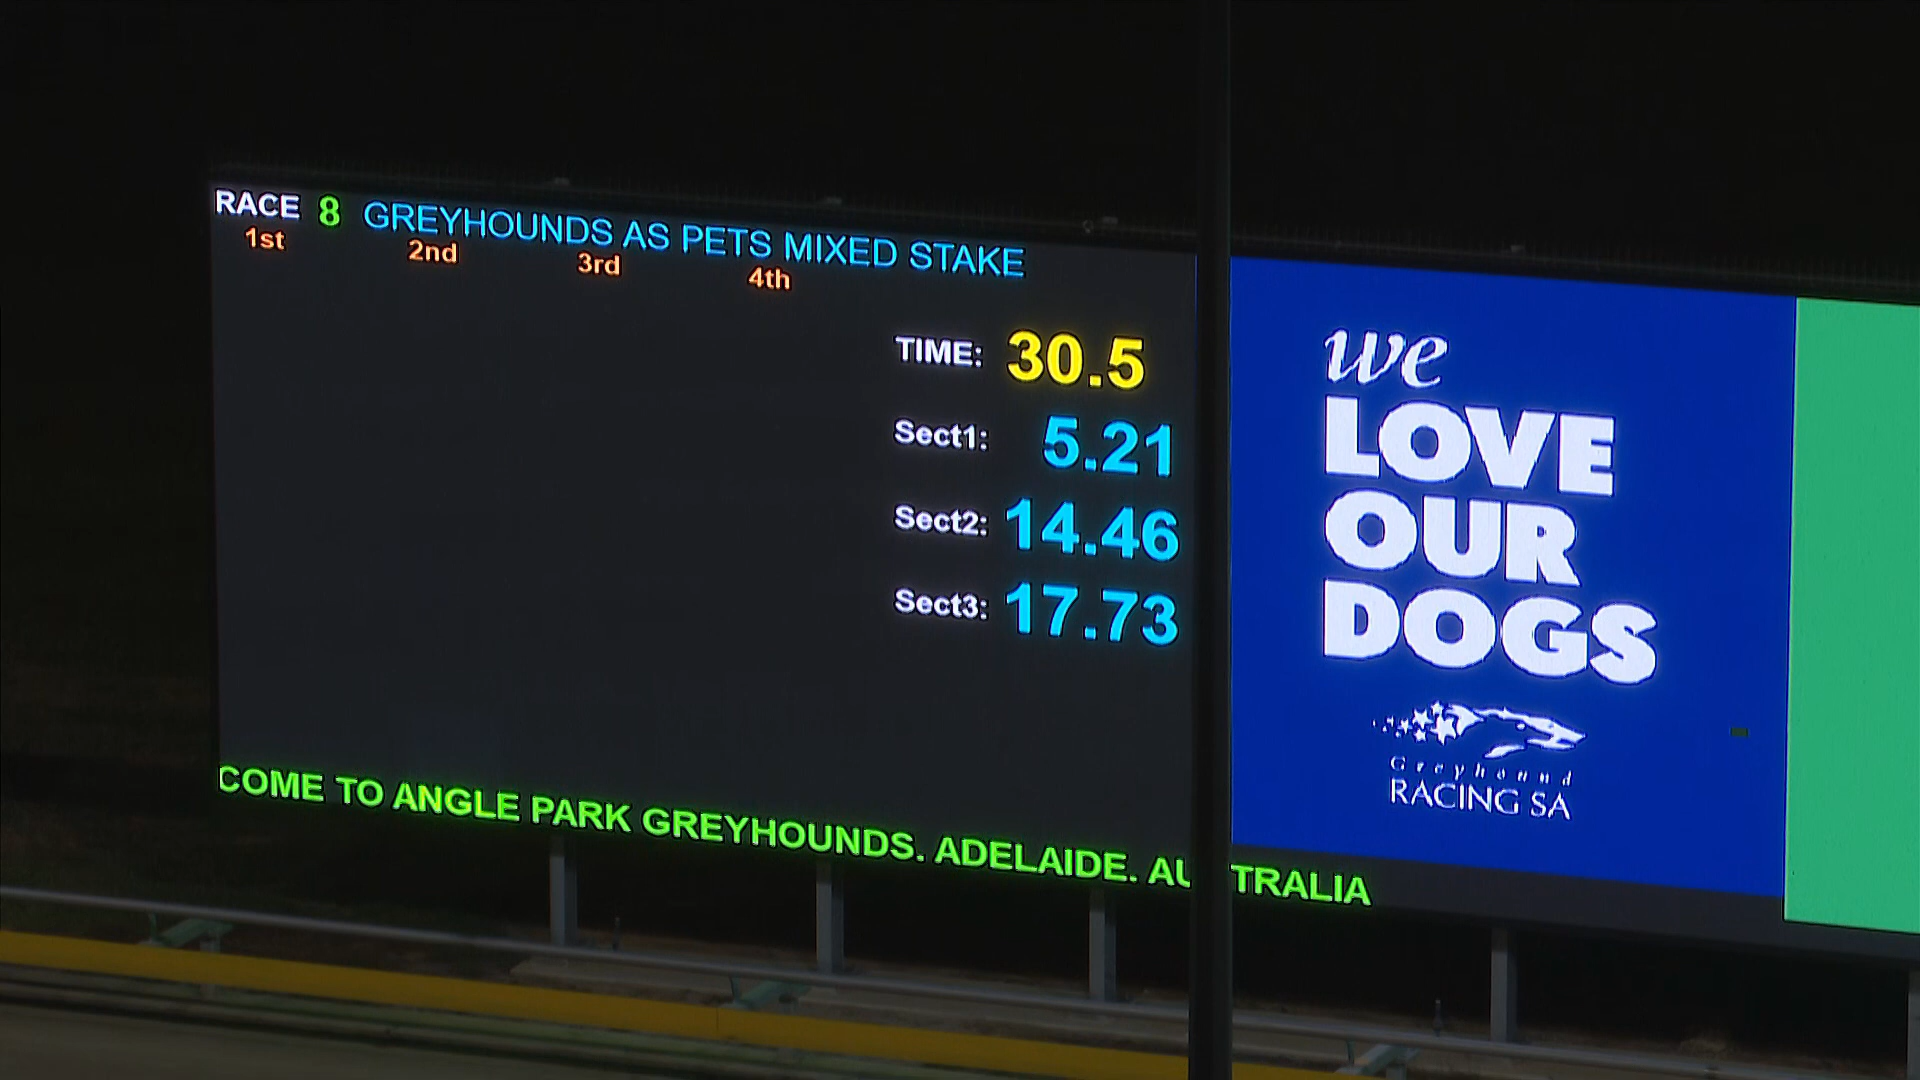 RACE 8 GREYHOUNDS AS PETS MIXED STAKE
1st 2nd 3rd 4th
TIME: 30.5
Sect1: 5.21
Sect2: 14.46
Sect3: 17.73
COME TO ANGLE PARK GREYHOUNDS. ADELAIDE. AU TRALIA
we
LOVE
OUR
DOGS
Greyhound
RACING SA